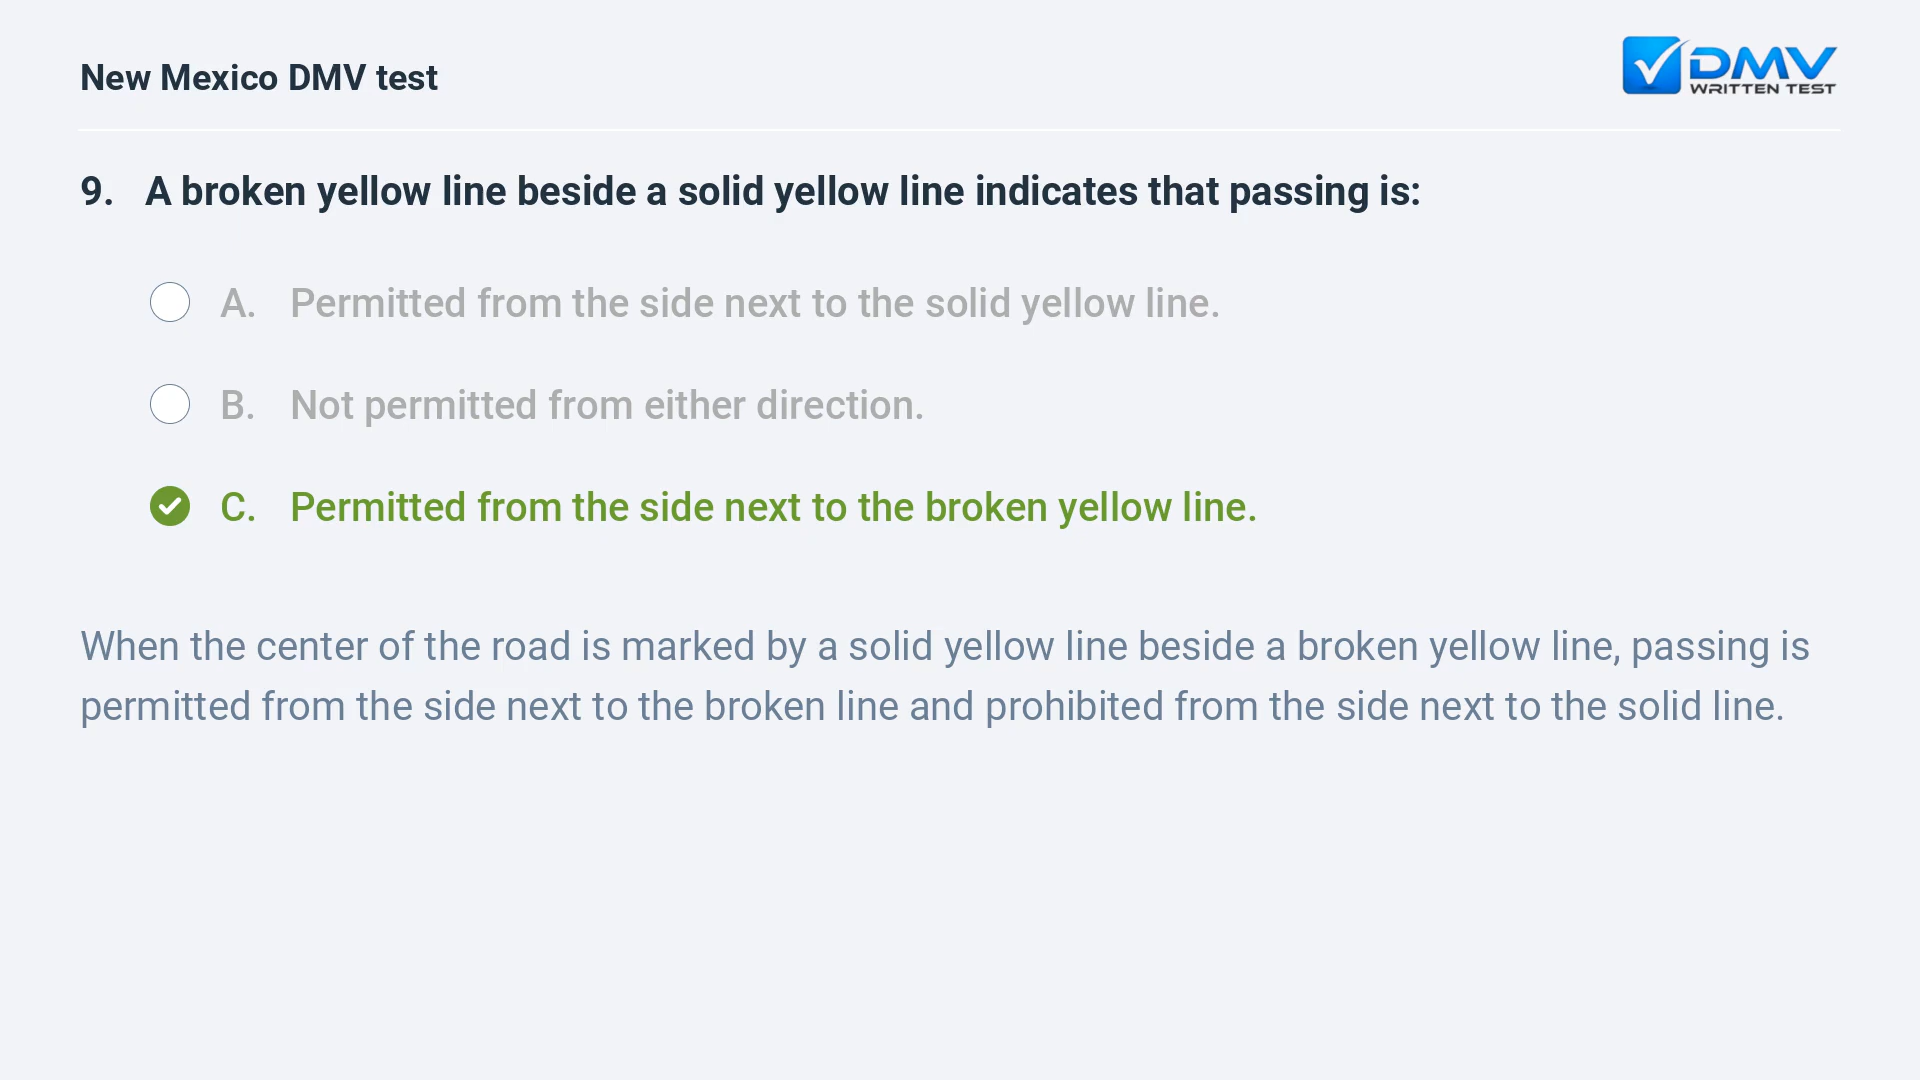 New Mexico DMV test
DMV
WRITTEN TEST
9. A broken yellow line beside a solid yellow line indicates that passing is:
A. Permitted from the side next to the solid yellow line.
B. Not permitted from either direction.
C. Permitted from the side next to the broken yellow line.
When the center of the road is marked by a solid yellow line beside a broken yellow line, passing is
permitted from the side next to the broken line and prohibited from the side next to the solid line.